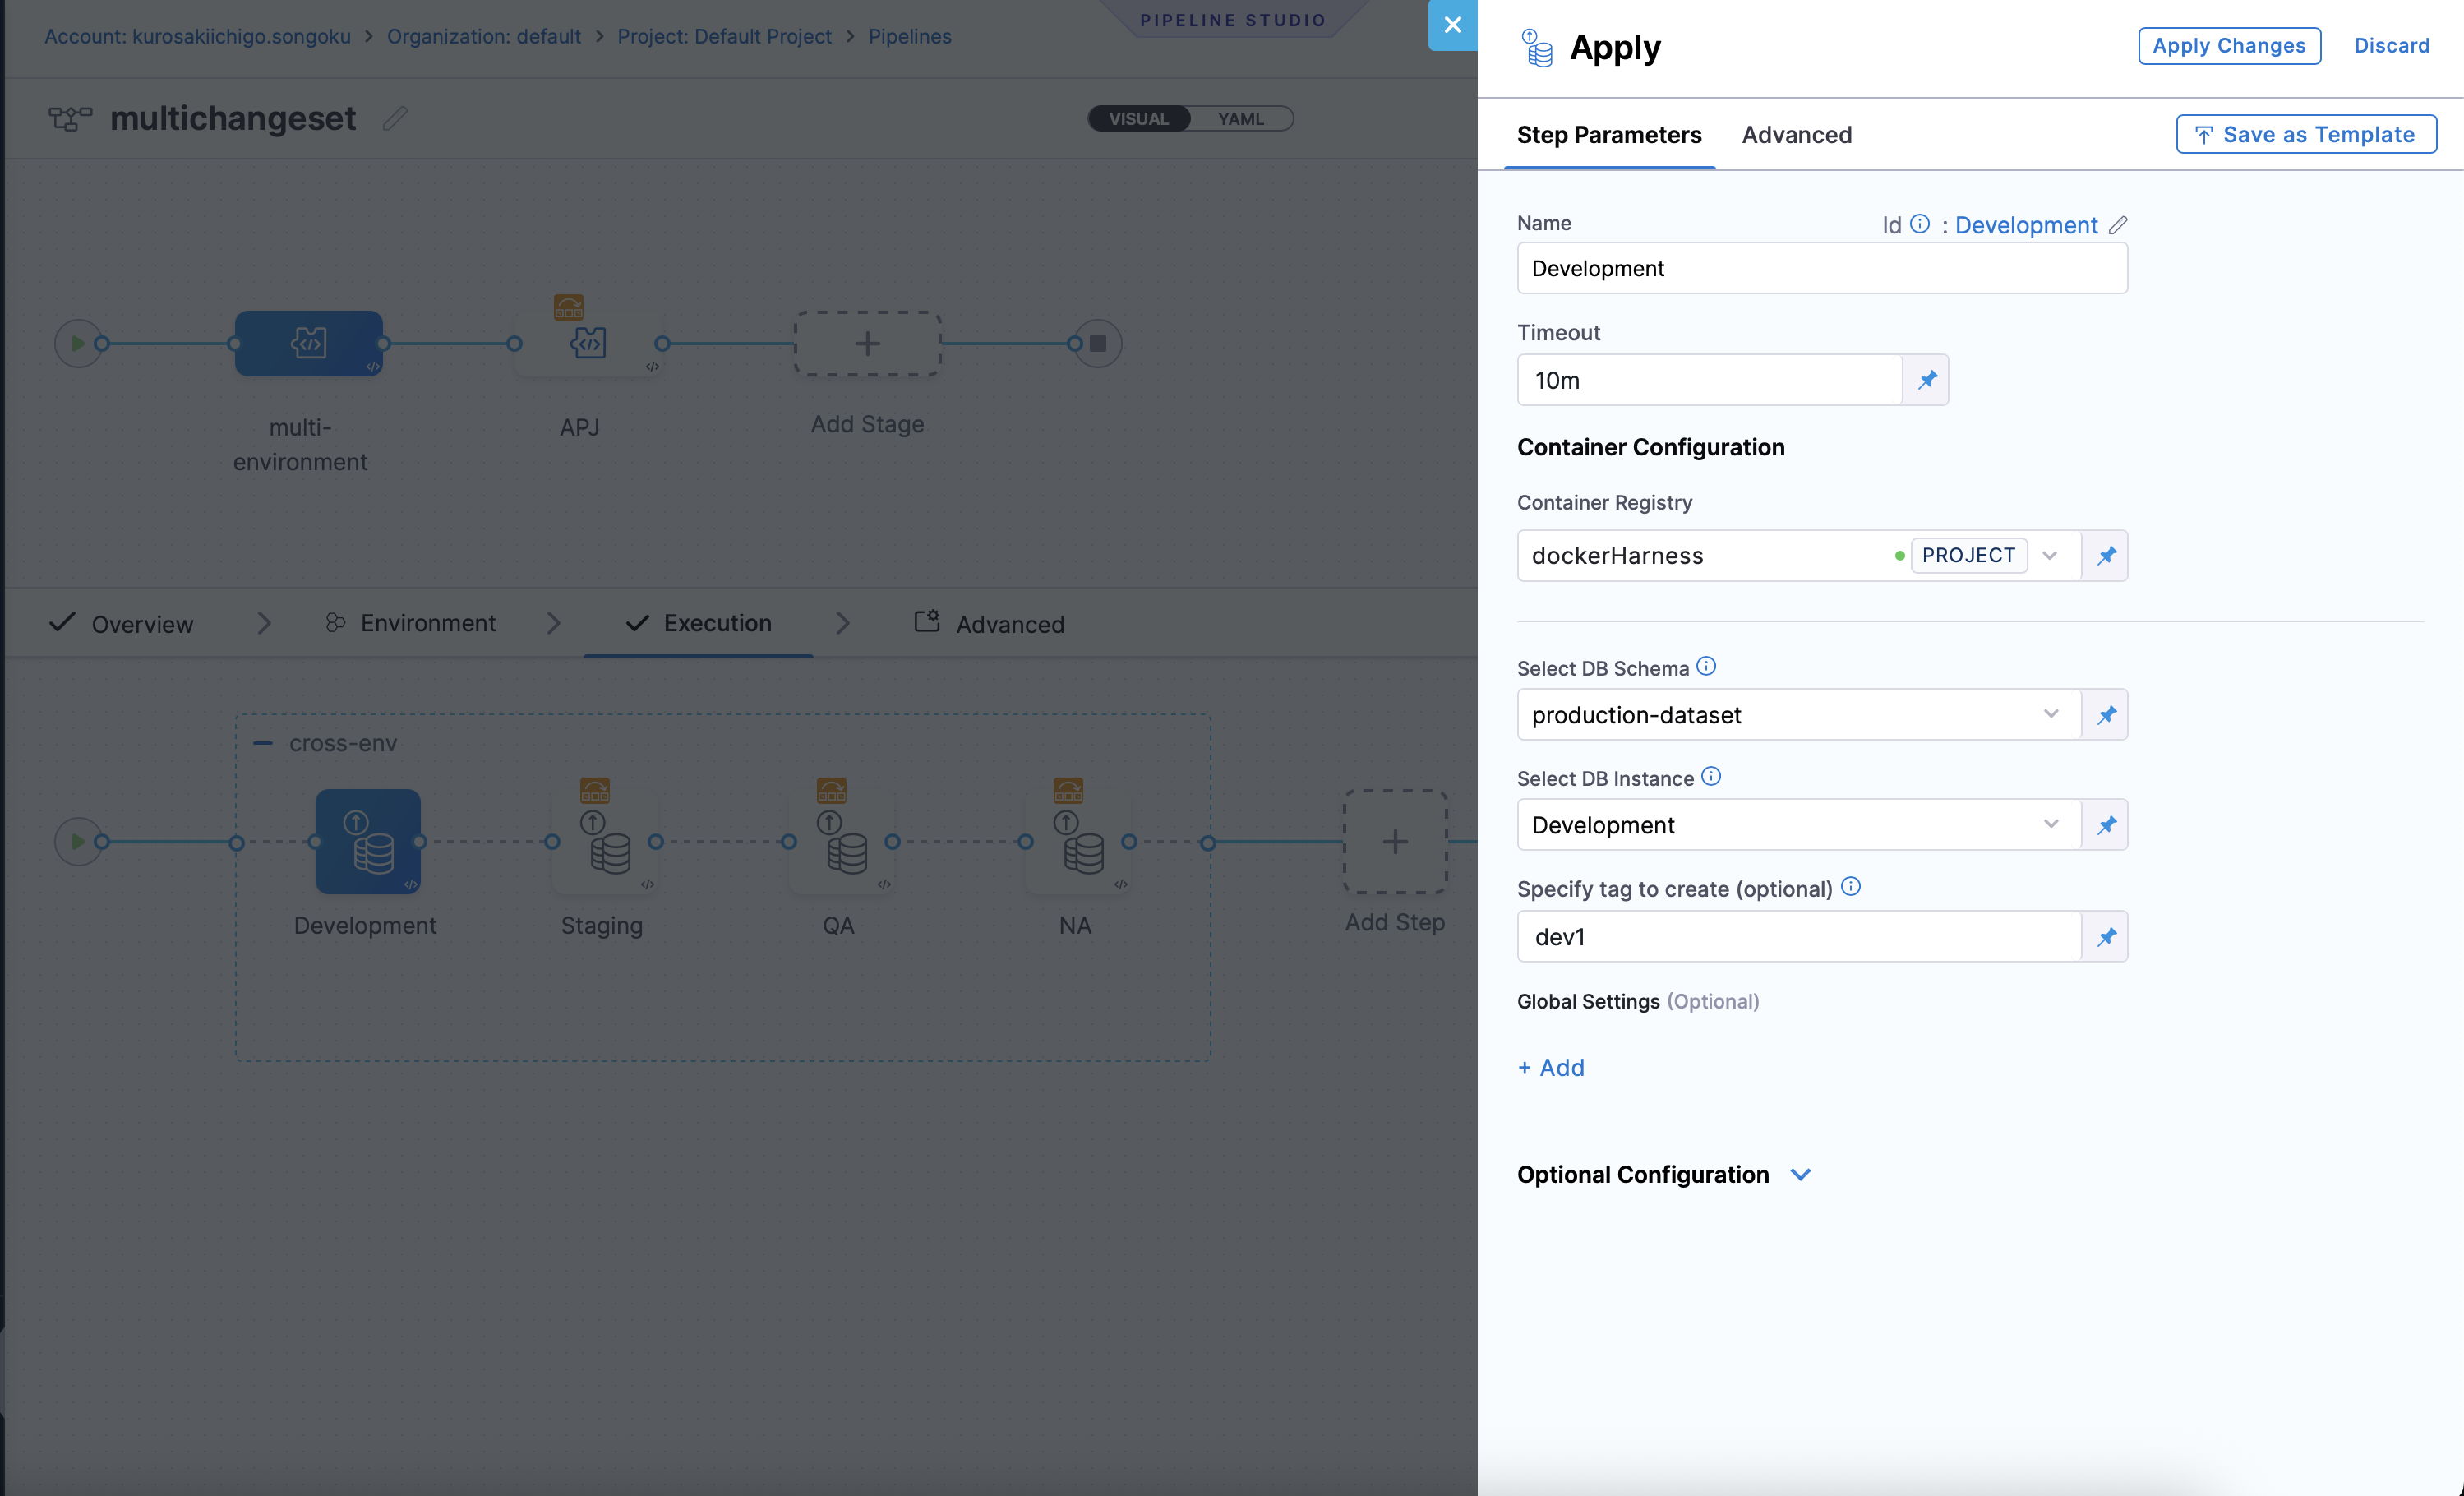 Account: kurosakiichigo.songoku > Organization: default > Project: Default Project > Pipelines
PIPELINE STUDIO
multichangeset
VISUAL YAML
multi-environment
APJ
Add Stage
Overview
Environment
Execution
Advanced
cross-env
Development
Staging
QA
NA
Add Step
Apply
Apply Changes
Discard
Step Parameters
Advanced
Save as Template
Name
Id : Development
Development
Timeout
10m
Container Configuration
Container Registry
dockerHarness PROJECT
Select DB Schema
production-dataset
Select DB Instance
Development
Specify tag to create (optional)
dev1
Global Settings (Optional)
+ Add
Optional Configuration